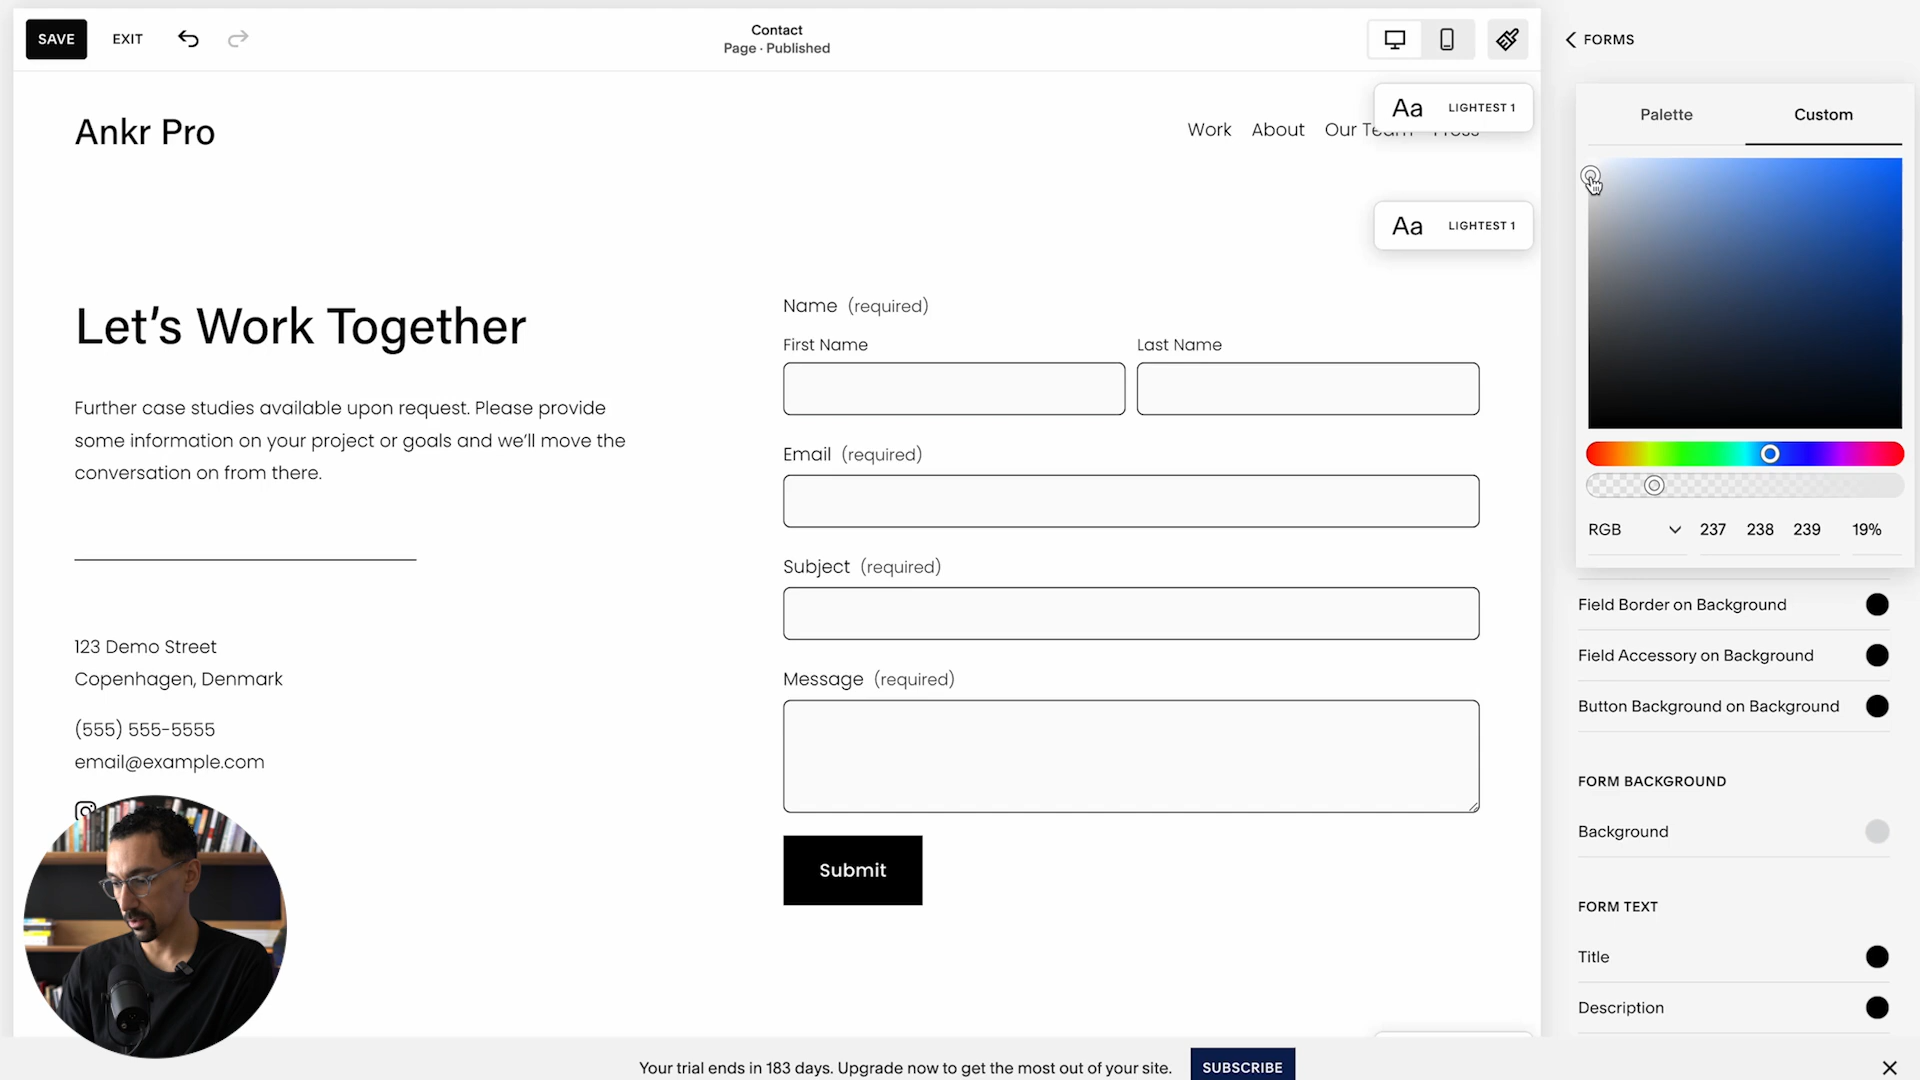 SAVE
EXIT
Contact
Page · Published
FORMS
Ankr Pro
Work
About
Our Team
Press
Aa LIGHTEST 1
Aa LIGHTEST 1
Palette
Custom
RGB 237 238 239 19%
Let’s Work Together
Further case studies available upon request. Please provide
some information on your project or goals and we’ll move the
conversation on from there.
123 Demo Street
Copenhagen, Denmark
(555) 555-5555
email@example.com
Name (required)
First Name
Last Name
Email (required)
Subject (required)
Message (required)
Submit
Field Border on Background
Field Accessory on Background
Button Background on Background
FORM BACKGROUND
Background
FORM TEXT
Title
Description
Your trial ends in 183 days. Upgrade now to get the most out of your site.
SUBSCRIBE